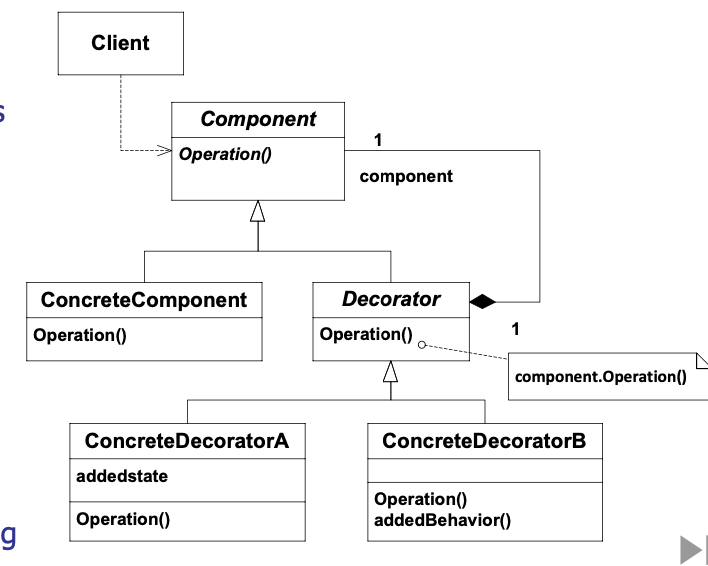 Client
s
Component
Operation()
1
component
ConcreteComponent
Operation()
Decorator
Operation()
1
component.Operation()
ConcreteDecoratorA
addedstate
Operation()
ConcreteDecoratorB
Operation()
addedBehavior()
g